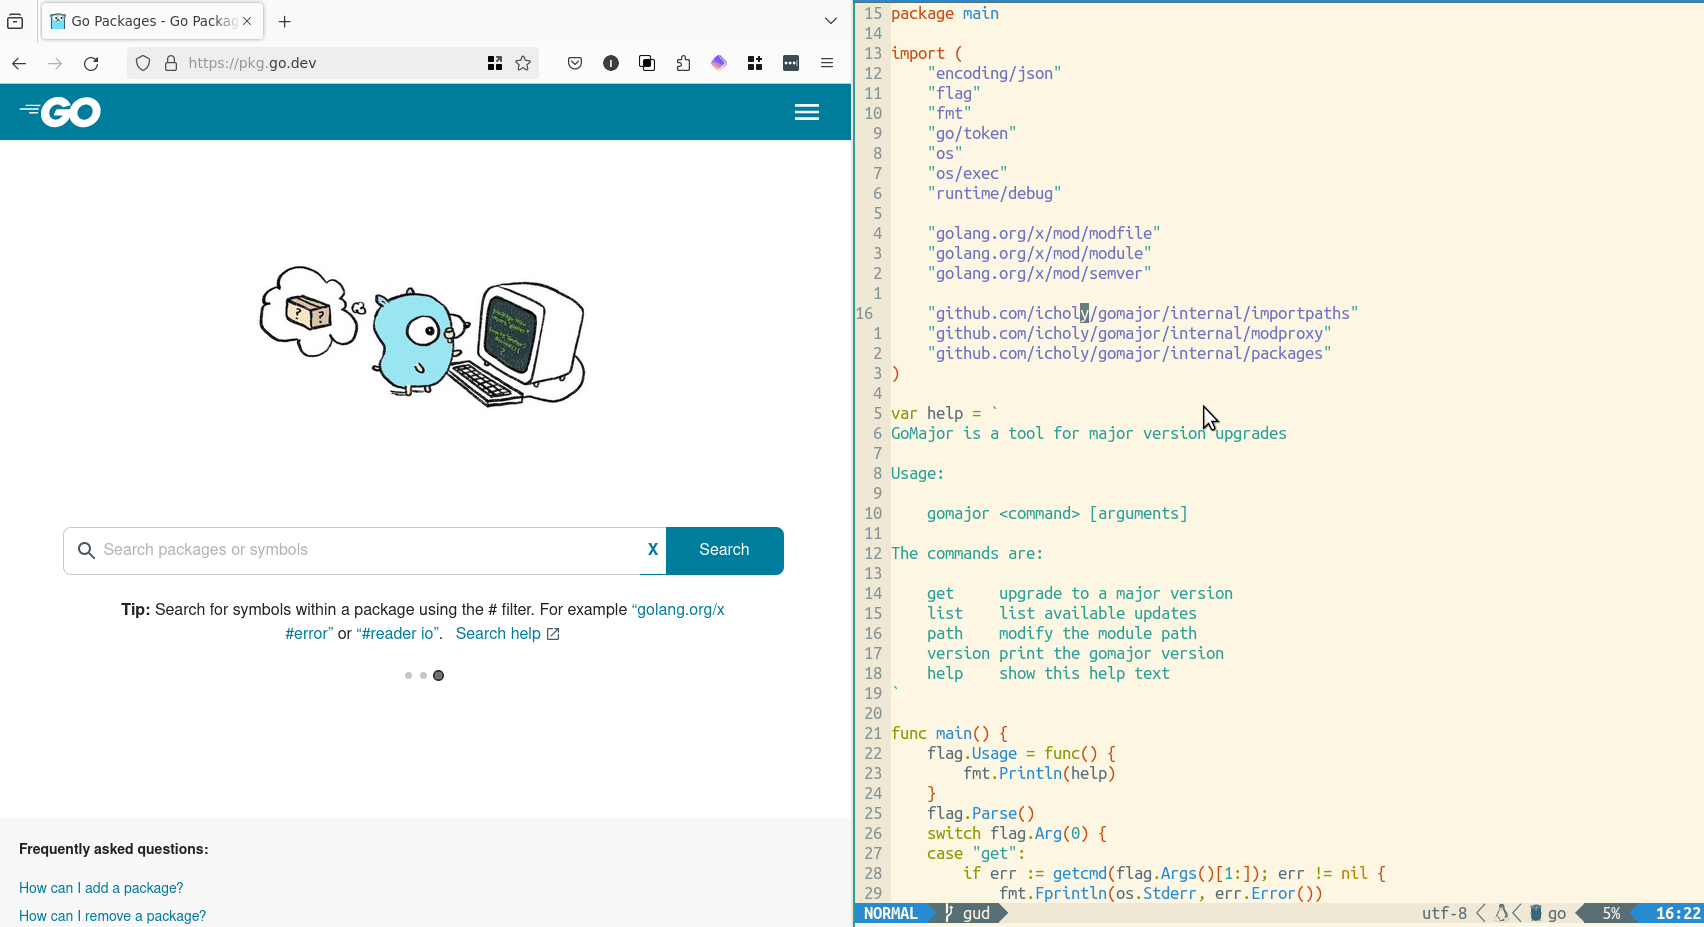 Go Packages - Go Packag
https://pkg.go.dev
GO
? ?
Search packages or symbols
X
Search
Tip: Search for symbols within a package using the # filter. For example “golang.org/x
#error” or “#reader io”. Search help
Frequently asked questions:
How can I add a package?
How can I remove a package?
15 package main
14
13 import (
12 "encoding/json"
11 "flag"
10 "fmt"
9 "go/token"
8 "os"
7 "os/exec"
6 "runtime/debug"
5
4 "golang.org/x/mod/modfile"
3 "golang.org/x/mod/module"
2 "golang.org/x/mod/semver"
1
16 "github.com/icholy/gomajor/internal/importpaths"
1 "github.com/icholy/gomajor/internal/modproxy"
2 "github.com/icholy/gomajor/internal/packages"
3 )
4
5 var help = `
6 GoMajor is a tool for major version upgrades
7
8 Usage:
9
10 gomajor <command> [arguments]
11
12 The commands are:
13
14 get upgrade to a major version
15 list list available updates
16 path modify the module path
17 version print the gomajor version
18 help show this help text
19 `
20
21 func main() {
22 flag.Usage = func() {
23 fmt.Println(help)
24 }
25 flag.Parse()
26 switch flag.Arg(0) {
27 case "get":
28 if err := getcmd(flag.Args()[1:]); err != nil {
29 fmt.Fprintln(os.Stderr, err.Error())
NORMAL gud utf-8 go 5% 16:22